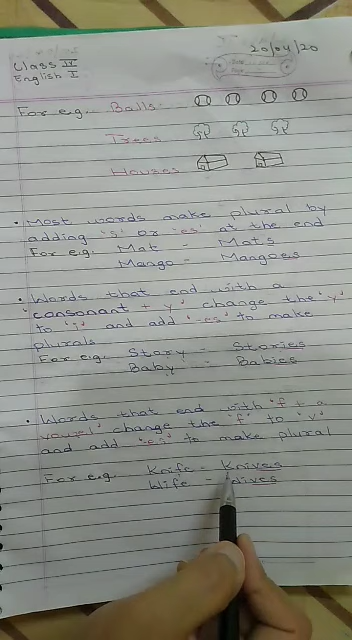 Class IV
English I
20/04/20
For e.g. Balls
Trees
Houses
• Most words make plural by
adding 's' or 'es' at the end
For e.g. Mat - Mats
Mango - Mangoes
• Words that end with a
'consonant + y' change the 'y'
to 'i' and add '-es' to make
plurals
For e.g. Story - Stories
Baby - Babies
• Words that end with 'f + a
vowel' change the 'f' to 'v'
and add 'es' to make plural
For e.g. Knife - Knives
Wife - Wives